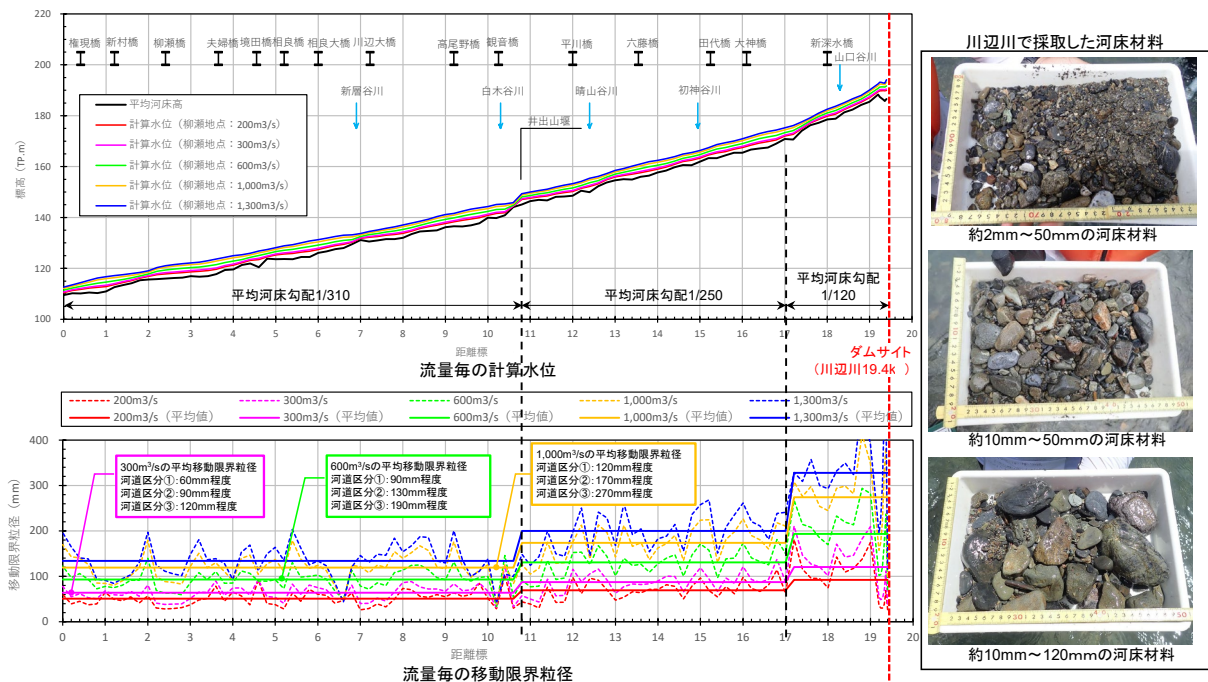 権現橋
新村橋
柳瀬橋
夫婦橋
境田橋
相良橋
相良大橋
川辺大橋
高尾野橋
観音橋
平川橋
六藤橋
田代橋
犬神橋
新深水橋
山口谷川
新層谷川
白木谷川
晴山谷川
初神谷川
井出山堰
平均河床高
計算水位（柳瀬地点：200m3/s）
計算水位（柳瀬地点：300m3/s）
計算水位（柳瀬地点：600m3/s）
計算水位（柳瀬地点：1,000m3/s）
計算水位（柳瀬地点：1,300m3/s）
標高（TP.m）
220
200
180
160
140
120
100
平均河床勾配1/310
平均河床勾配1/250
平均河床勾配
1/120
0 1 2 3 4 5 6 7 8 9 10 11 12 13 14 15 16 17 18 19 20
距離標
流量毎の計算水位
ダムサイト
（川辺川19.4k ）
200m3/s 300m3/s 600m3/s 1,000m3/s 1,300m3/s
200m3/s（平均値） 300m3/s（平均値） 600m3/s（平均値） 1,000m3/s（平均値） 1,300m3/s（平均値）
移動限界粒径（mm）
400
300
200
100
0
300m³/sの平均移動限界粒径
河道区分①：60mm程度
河道区分②：90mm程度
河道区分③：120mm程度
600m³/sの平均移動限界粒径
河道区分①：90mm程度
河道区分②：130mm程度
河道区分③：190mm程度
1,000m³/sの平均移動限界粒径
河道区分①：120mm程度
河道区分②：170mm程度
河道区分③：270mm程度
0 1 2 3 4 5 6 7 8 9 10 11 12 13 14 15 16 17 18 19 20
距離標
流量毎の移動限界粒径
川辺川で採取した河床材料
約2mm～50mmの河床材料
約10mm～50mmの河床材料
約10mm～120mmの河床材料